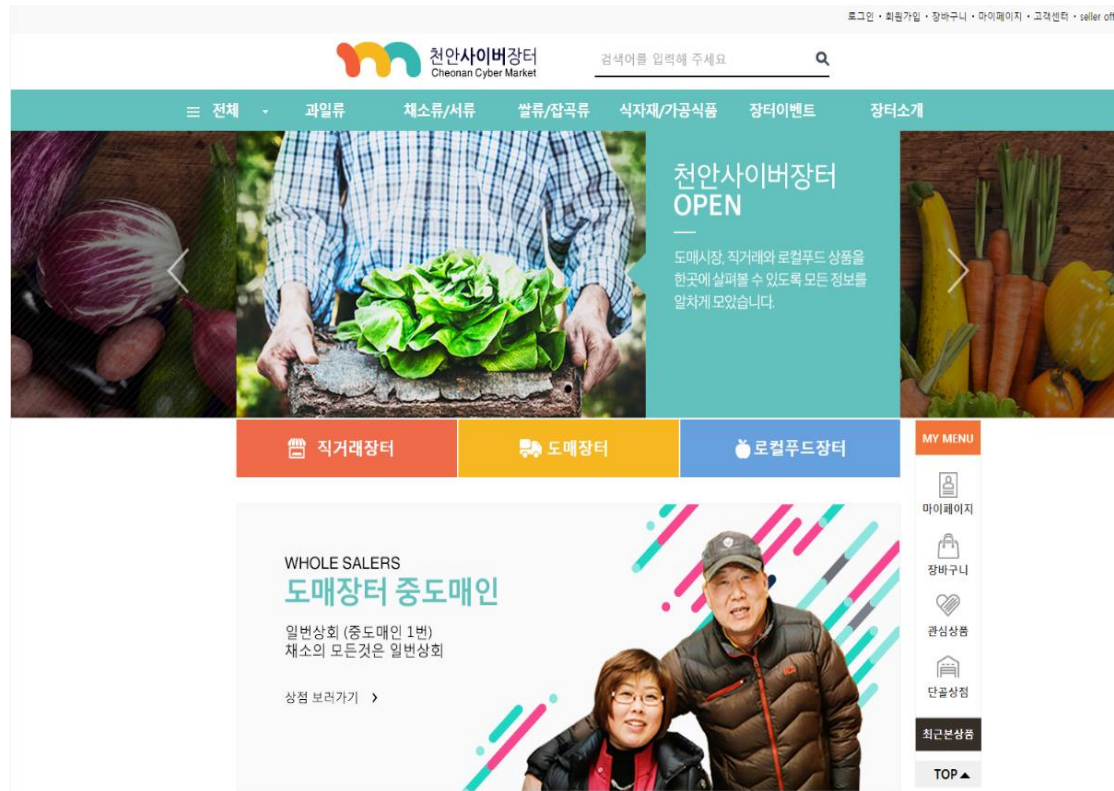 로그인 · 회원가입 · 장바구니 · 마이페이지 · 고객센터 · seller off
천안사이버장터
Cheonan Cyber Market
검색어를 입력해 주세요
전체
과일류
채소류/서류
쌀류/잡곡류
식자재/가공식품
장터이벤트
장터소개
천안사이버장터
OPEN
도매시장, 직거래와 로컬푸드 상품을
한곳에 살펴볼 수 있도록 모든 정보를
알차게 모았습니다.
직거래장터
도매장터
로컬푸드장터
WHOLE SALERS
도매장터 중도매인
일번상회 (중도매인 1번)
채소의 모든것은 일번상회
상점 보러가기 >
MY MENU
마이페이지
장바구니
관심상품
단골상점
최근본상품
TOP▲